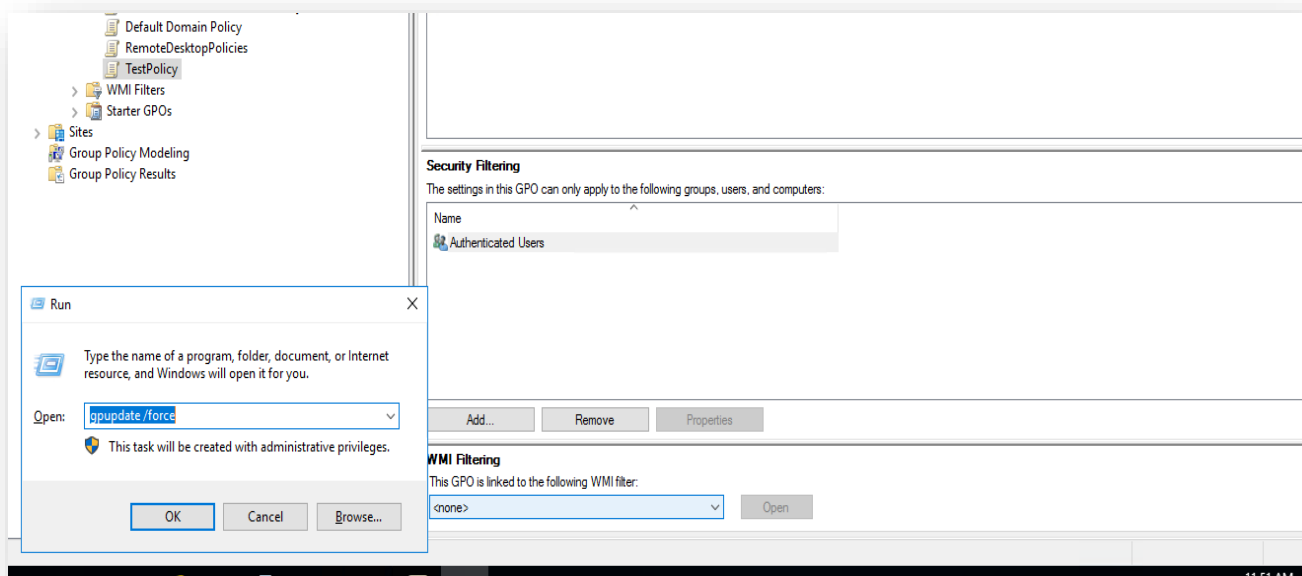 Default Domain Policy
RemoteDesktopPolicies
TestPolicy
WMI Filters
Starter GPOs
Sites
Group Policy Modeling
Group Policy Results
Security Filtering
The settings in this GPO can only apply to the following groups, users, and computers:
Name
Authenticated Users
Add...
Remove
Properties
WMI Filtering
This GPO is linked to the following WMI filter:
<none>
Open
Run
Type the name of a program, folder, document, or Internet
resource, and Windows will open it for you.
Open:
gpupdate /force
This task will be created with administrative privileges.
OK
Cancel
Browse...
11:51 AM